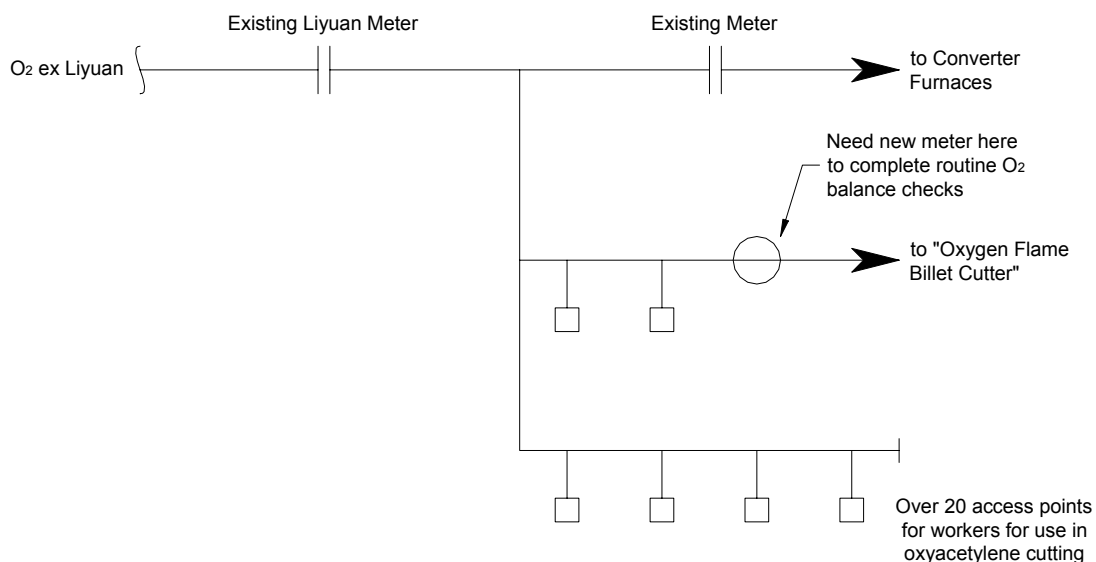 Existing Liyuan Meter
Existing Meter
O2 ex Liyuan
to Converter
Furnaces
Need new meter here
to complete routine O2
balance checks
to "Oxygen Flame
Billet Cutter"
Over 20 access points
for workers for use in
oxyacetylene cutting